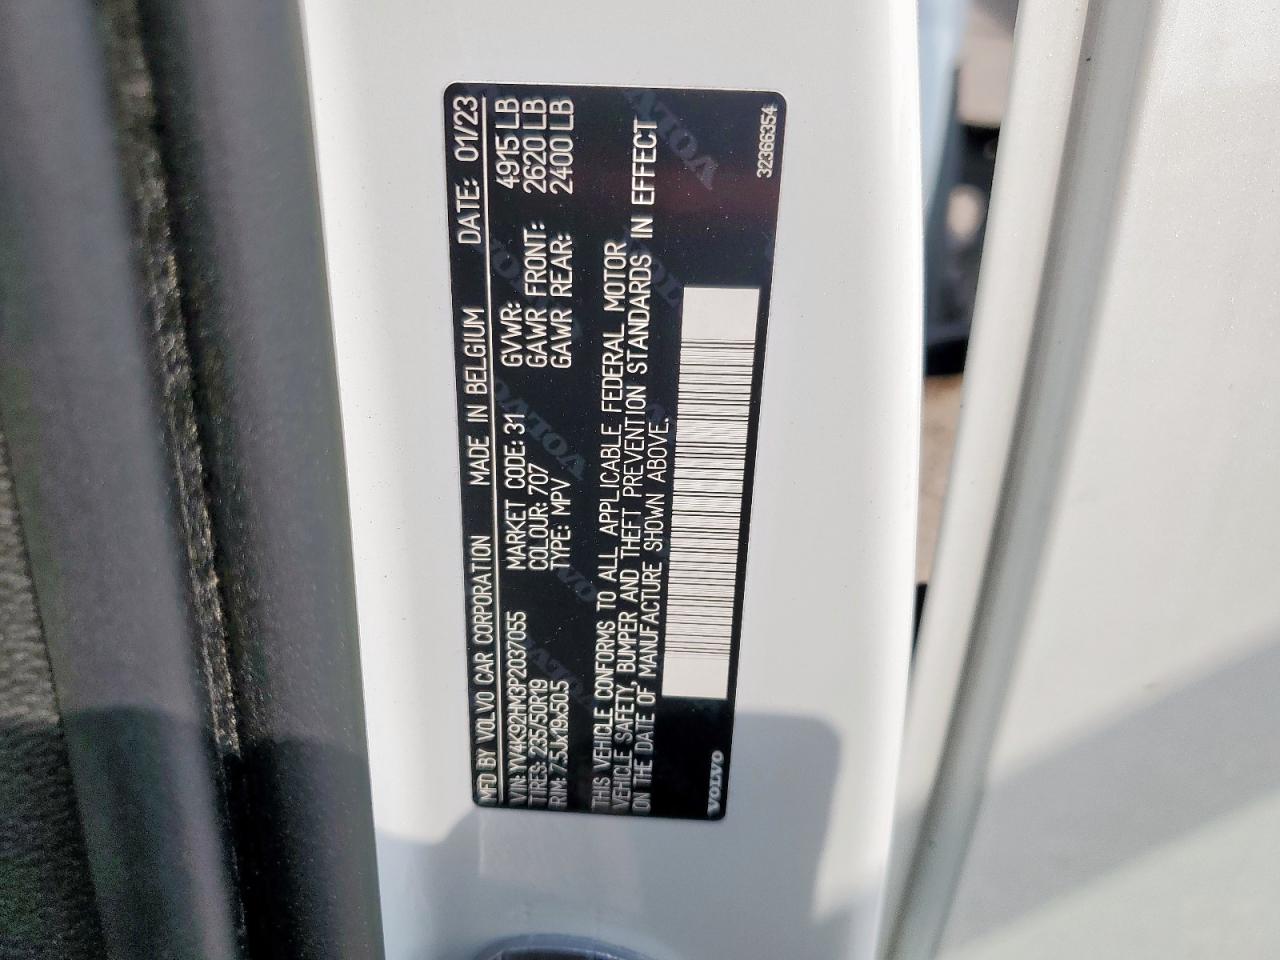 MFD BY VOLVO CAR CORPORATION MADE IN BELGIUM DATE: 01/23
VIN: YV4K92HM3P2037055 MARKET CODE: 31 GVWR: 4915 LB
TIRES: 235/50R19 COLOUR: 707 GAWR FRONT: 2620 LB
RIM: 7.5Jx19x50.5 TYPE: MPV GAWR REAR: 2400 LB
THIS VEHICLE CONFORMS TO ALL APPLICABLE FEDERAL MOTOR
VEHICLE SAFETY, BUMPER AND THEFT PREVENTION STANDARDS IN EFFECT
ON THE DATE OF MANUFACTURE SHOWN ABOVE.
VOLVO 32366354